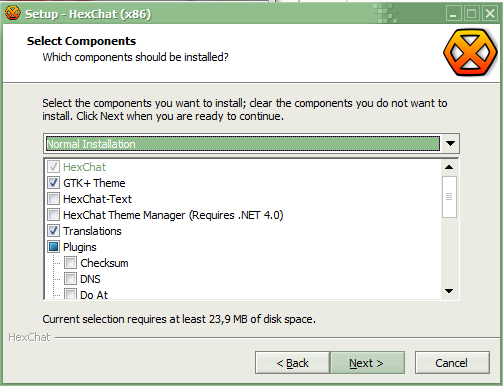 Setup - HexChat (x86)
Select Components
Which components should be installed?
Select the components you want to install; clear the components you do not want to
install. Click Next when you are ready to continue.
Normal Installation
HexChat
GTK+ Theme
HexChat-Text
HexChat Theme Manager (Requires .NET 4.0)
Translations
Plugins
Checksum
DNS
Do At
Current selection requires at least 23,9 MB of disk space.
HexChat
< Back
Next >
Cancel